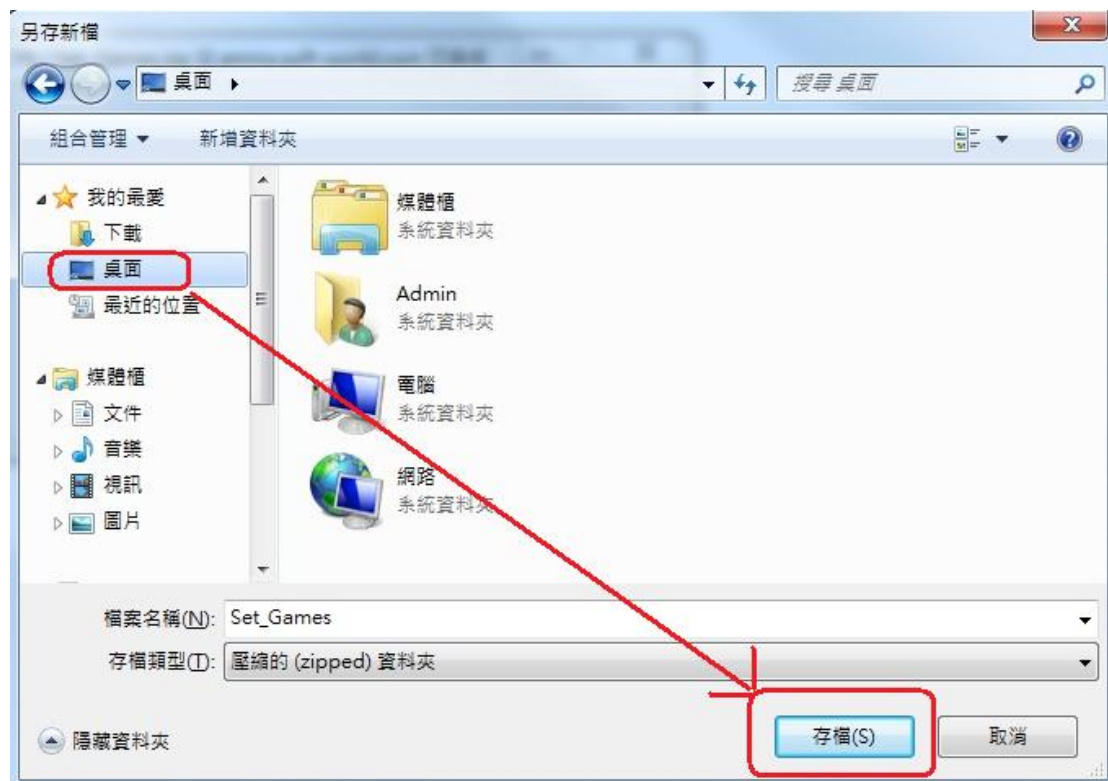 另存新檔
桌面
搜尋 桌面
組合管理
新增資料夾
我的最愛
下載
桌面
最近的位置
媒體櫃
文件
音樂
視訊
圖片
媒體櫃
系統資料夾
Admin
系統資料夾
電腦
系統資料夾
網路
系統資料夾
檔案名稱(N): Set_Games
存檔類型(T): 壓縮的 (zipped) 資料夾
隱藏資料夾
存檔(S)
取消